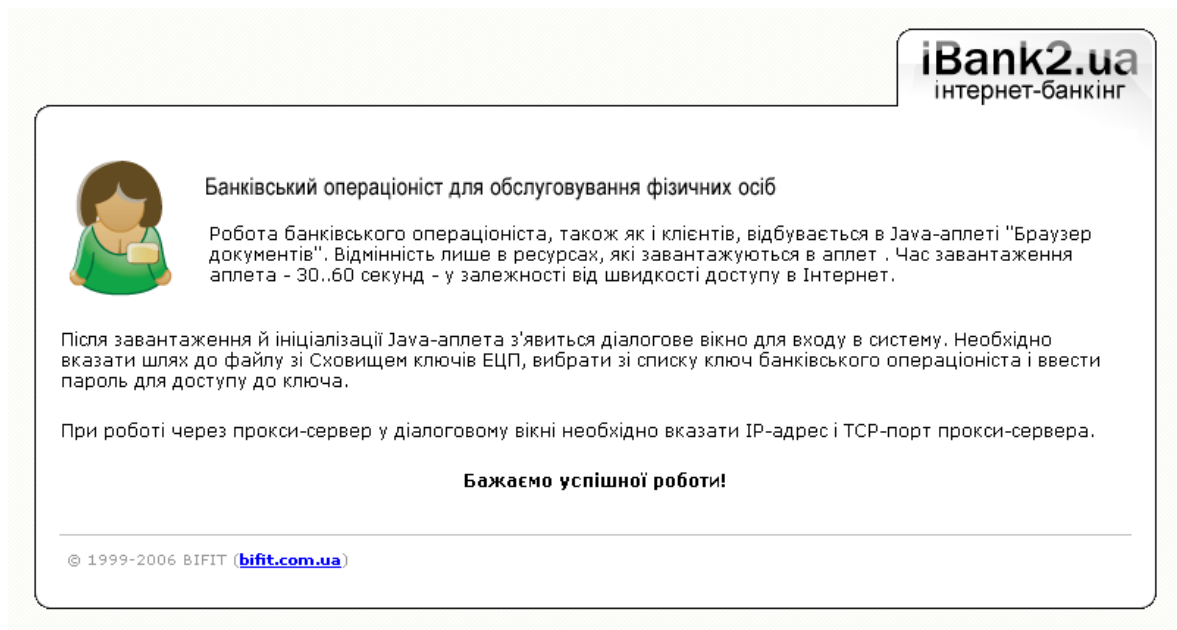 iBank2.ua
інтернет-банкінг
Банківський операціоніст для обслуговування фізичних осіб
Робота банківського операціоніста, також як і клієнтів, відбувається в Java-аплеті "Браузер
документів". Відмінність лише в ресурсах, які завантажуються в аплет . Час завантаження
аплета - 30..60 секунд - у залежності від швидкості доступу в Інтернет.
Після завантаження й ініціалізації Java-аплета з'явиться діалогове вікно для входу в систему. Необхідно
вказати шлях до файлу зі Сховищем ключів ЕЦП, вибрати зі списку ключ банківського операціоніста і ввести
пароль для доступу до ключа.
При роботі через прокси-сервер у діалоговому вікні необхідно вказати IP-адрес і TCP-порт прокси-сервера.
Бажаємо успішної роботи!
© 1999-2006 BIFIT (bifit.com.ua)